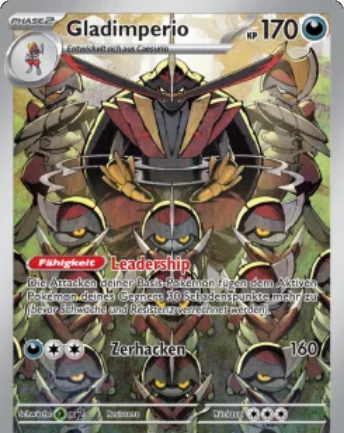 PHASE 2 Gladimperio KP 170
Entwickelt sich aus Caesurio
Fähigkeit Leadership
Die Attacken deiner Basis-Pokémon fügen dem Aktiven
Pokémon deines Gegners 30 Schadenspunkte mehr zu
(bevor Schwäche und Resistenz verrechnet werden).
Zerhacken 160
Schwäche ×2 Resistenz Rückzug